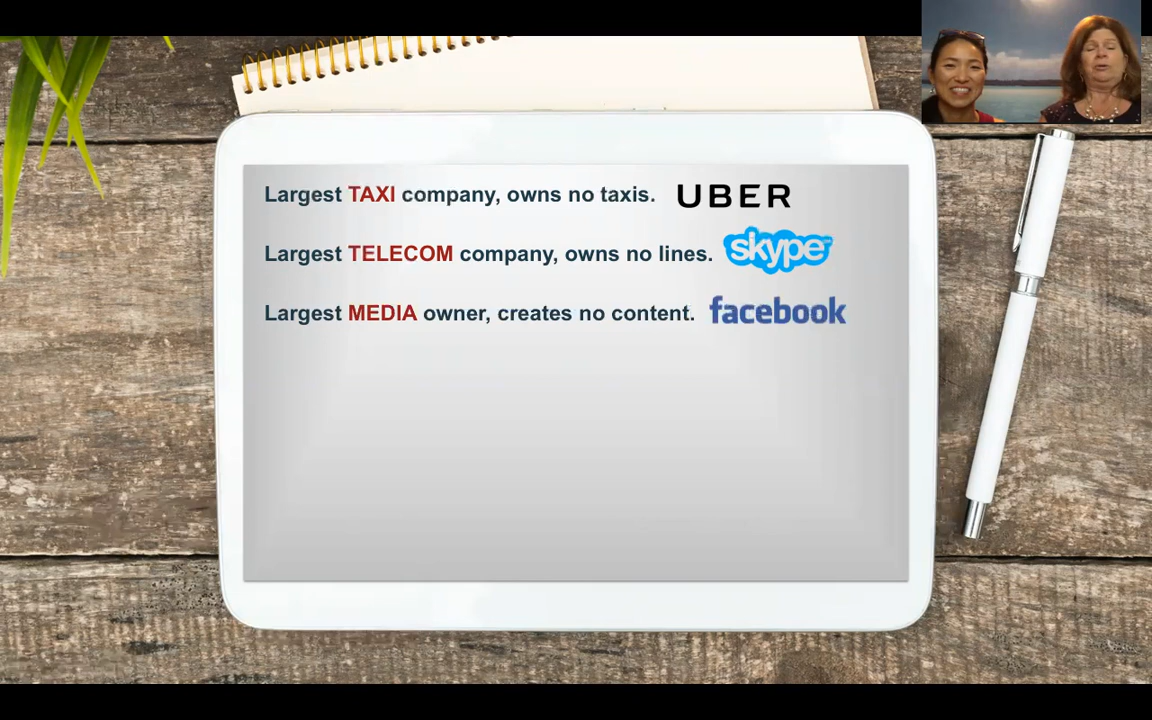 Largest TAXI company, owns no taxis. UBER
Largest TELECOM company, owns no lines. skype
Largest MEDIA owner, creates no content. facebook